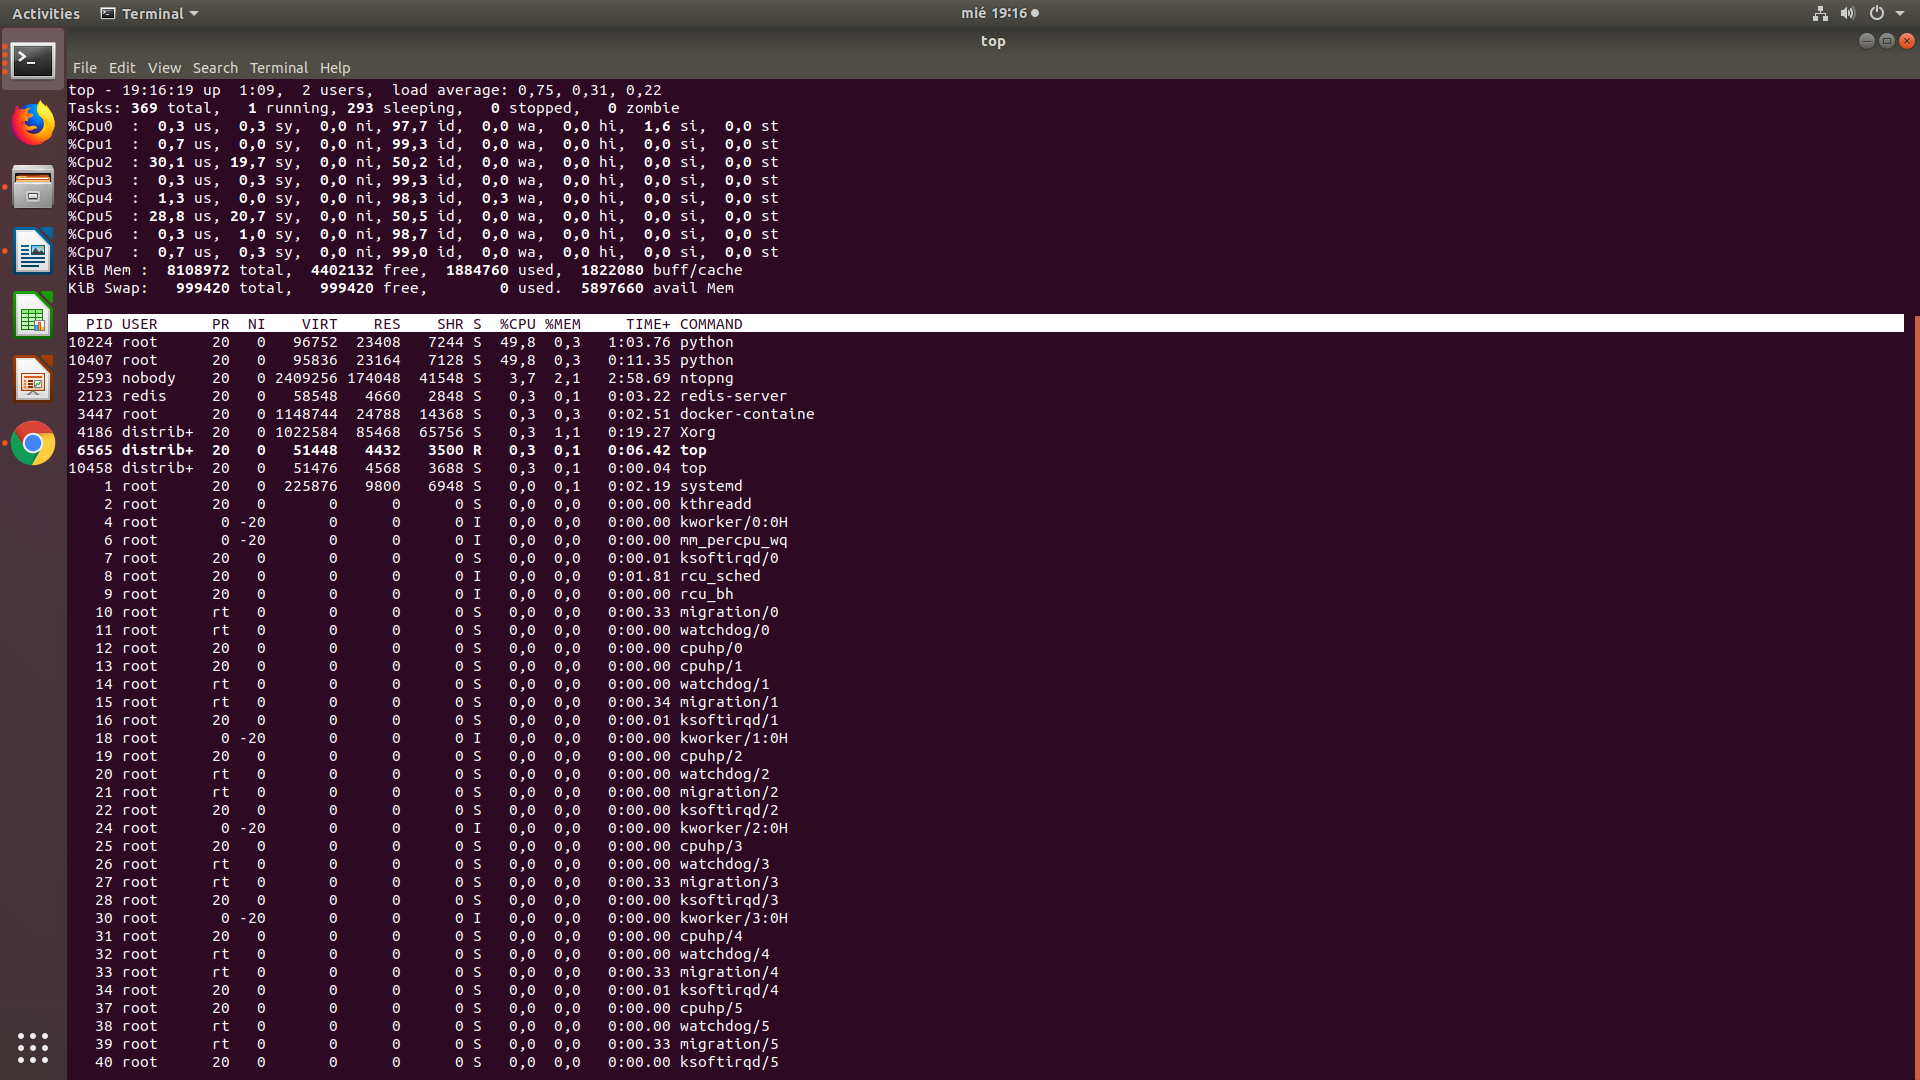 Activities Terminal mié 19:16
top
File Edit View Search Terminal Help
top - 19:16:19 up  1:09,  2 users,  load average: 0,75, 0,31, 0,22
Tasks: 369 total,   1 running, 293 sleeping,   0 stopped,   0 zombie
%Cpu0  :  0,3 us,  0,3 sy,  0,0 ni, 97,7 id,  0,0 wa,  0,0 hi,  1,6 si,  0,0 st
%Cpu1  :  0,7 us,  0,0 sy,  0,0 ni, 99,3 id,  0,0 wa,  0,0 hi,  0,0 si,  0,0 st
%Cpu2  : 30,1 us, 19,7 sy,  0,0 ni, 50,2 id,  0,0 wa,  0,0 hi,  0,0 si,  0,0 st
%Cpu3  :  0,3 us,  0,3 sy,  0,0 ni, 99,3 id,  0,0 wa,  0,0 hi,  0,0 si,  0,0 st
%Cpu4  :  1,3 us,  0,0 sy,  0,0 ni, 98,3 id,  0,3 wa,  0,0 hi,  0,0 si,  0,0 st
%Cpu5  : 28,8 us, 20,7 sy,  0,0 ni, 50,5 id,  0,0 wa,  0,0 hi,  0,0 si,  0,0 st
%Cpu6  :  0,3 us,  1,0 sy,  0,0 ni, 98,7 id,  0,0 wa,  0,0 hi,  0,0 si,  0,0 st
%Cpu7  :  0,7 us,  0,3 sy,  0,0 ni, 99,0 id,  0,0 wa,  0,0 hi,  0,0 si,  0,0 st
KiB Mem :  8108972 total,  4402132 free,  1884760 used,  1822080 buff/cache
KiB Swap:   999420 total,   999420 free,        0 used.  5897660 avail Mem
PID USER PR NI VIRT RES SHR S %CPU %MEM TIME+ COMMAND
10224 root 20 0 96752 23408 7244 S 49,8 0,3 1:03.76 python
10407 root 20 0 95836 23164 7128 S 49,8 0,3 0:11.35 python
2593 nobody 20 0 2409256 174048 41548 S 3,7 2,1 2:58.69 ntopng
2123 redis 20 0 58548 4660 2848 S 0,3 0,1 0:03.22 redis-server
3447 root 20 0 1148744 24788 14368 S 0,3 0,3 0:02.51 docker-containe
4186 distrib+ 20 0 1022584 85468 65756 S 0,3 1,1 0:19.27 Xorg
6565 distrib+ 20 0 51448 4432 3500 R 0,3 0,1 0:06.42 top
10458 distrib+ 20 0 51476 4568 3688 S 0,3 0,1 0:00.04 top
1 root 20 0 225876 9800 6948 S 0,0 0,1 0:02.19 systemd
2 root 20 0 0 0 0 S 0,0 0,0 0:00.00 kthreadd
4 root 0 -20 0 0 0 I 0,0 0,0 0:00.00 kworker/0:0H
6 root 0 -20 0 0 0 I 0,0 0,0 0:00.00 mm_percpu_wq
7 root 20 0 0 0 0 S 0,0 0,0 0:00.01 ksoftirqd/0
8 root 20 0 0 0 0 I 0,0 0,0 0:01.81 rcu_sched
9 root 20 0 0 0 0 I 0,0 0,0 0:00.00 rcu_bh
10 root rt 0 0 0 0 S 0,0 0,0 0:00.33 migration/0
11 root rt 0 0 0 0 S 0,0 0,0 0:00.00 watchdog/0
12 root 20 0 0 0 0 S 0,0 0,0 0:00.00 cpuhp/0
13 root 20 0 0 0 0 S 0,0 0,0 0:00.00 cpuhp/1
14 root rt 0 0 0 0 S 0,0 0,0 0:00.00 watchdog/1
15 root rt 0 0 0 0 S 0,0 0,0 0:00.34 migration/1
16 root 20 0 0 0 0 S 0,0 0,0 0:00.01 ksoftirqd/1
18 root 0 -20 0 0 0 I 0,0 0,0 0:00.00 kworker/1:0H
19 root 20 0 0 0 0 S 0,0 0,0 0:00.00 cpuhp/2
20 root rt 0 0 0 0 S 0,0 0,0 0:00.00 watchdog/2
21 root rt 0 0 0 0 S 0,0 0,0 0:00.00 migration/2
22 root 20 0 0 0 0 S 0,0 0,0 0:00.00 ksoftirqd/2
24 root 0 -20 0 0 0 I 0,0 0,0 0:00.00 kworker/2:0H
25 root 20 0 0 0 0 S 0,0 0,0 0:00.00 cpuhp/3
26 root rt 0 0 0 0 S 0,0 0,0 0:00.00 watchdog/3
27 root rt 0 0 0 0 S 0,0 0,0 0:00.33 migration/3
28 root 20 0 0 0 0 S 0,0 0,0 0:00.00 ksoftirqd/3
30 root 0 -20 0 0 0 I 0,0 0,0 0:00.00 kworker/3:0H
31 root 20 0 0 0 0 S 0,0 0,0 0:00.00 cpuhp/4
32 root rt 0 0 0 0 S 0,0 0,0 0:00.00 watchdog/4
33 root rt 0 0 0 0 S 0,0 0,0 0:00.33 migration/4
34 root 20 0 0 0 0 S 0,0 0,0 0:00.01 ksoftirqd/4
37 root 20 0 0 0 0 S 0,0 0,0 0:00.00 cpuhp/5
38 root rt 0 0 0 0 S 0,0 0,0 0:00.00 watchdog/5
39 root rt 0 0 0 0 S 0,0 0,0 0:00.33 migration/5
40 root 20 0 0 0 0 S 0,0 0,0 0:00.00 ksoftirqd/5